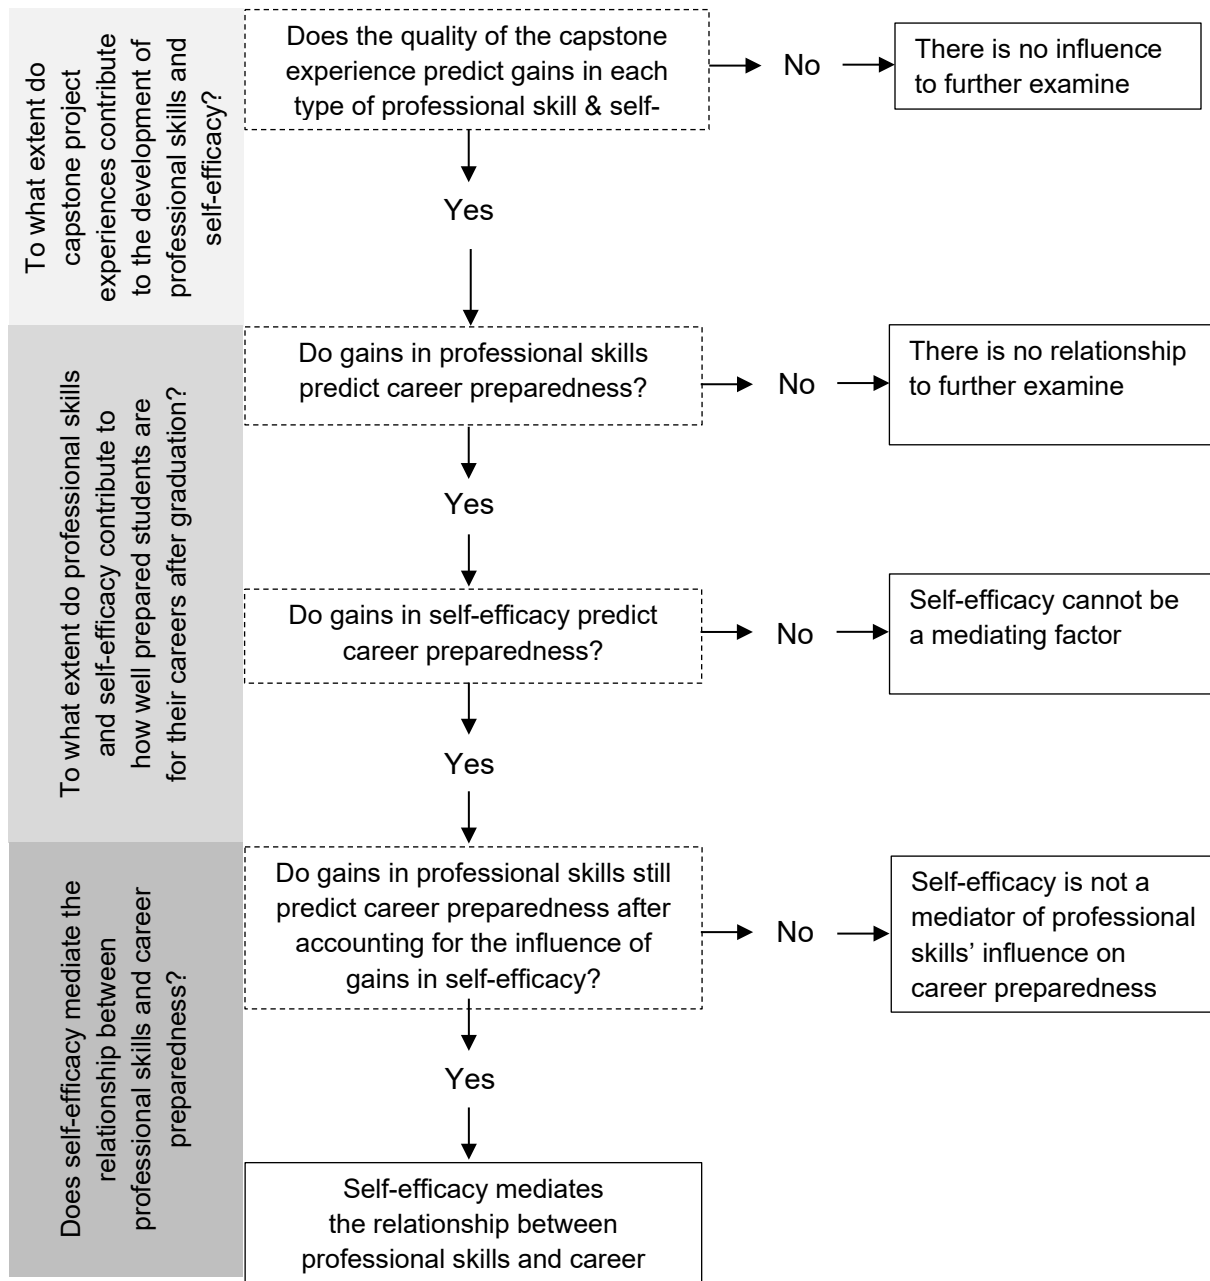 To what extent do
capstone project
experiences contribute
to the development of
professional skills and
self-efficacy?
Does the quality of the capstone
experience predict gains in each
type of professional skill & self-
No
There is no influence
to further examine
Yes
To what extent do professional skills
and self-efficacy contribute to
how well prepared students are
for their careers after graduation?
Do gains in professional skills
predict career preparedness?
No
There is no relationship
to further examine
Yes
Do gains in self-efficacy predict
career preparedness?
No
Self-efficacy cannot be
a mediating factor
Yes
Does self-efficacy mediate the
relationship between
professional skills and career
preparedness?
Do gains in professional skills still
predict career preparedness after
accounting for the influence of
gains in self-efficacy?
No
Self-efficacy is not a
mediator of professional
skills’ influence on
career preparedness
Yes
Self-efficacy mediates
the relationship between
professional skills and career